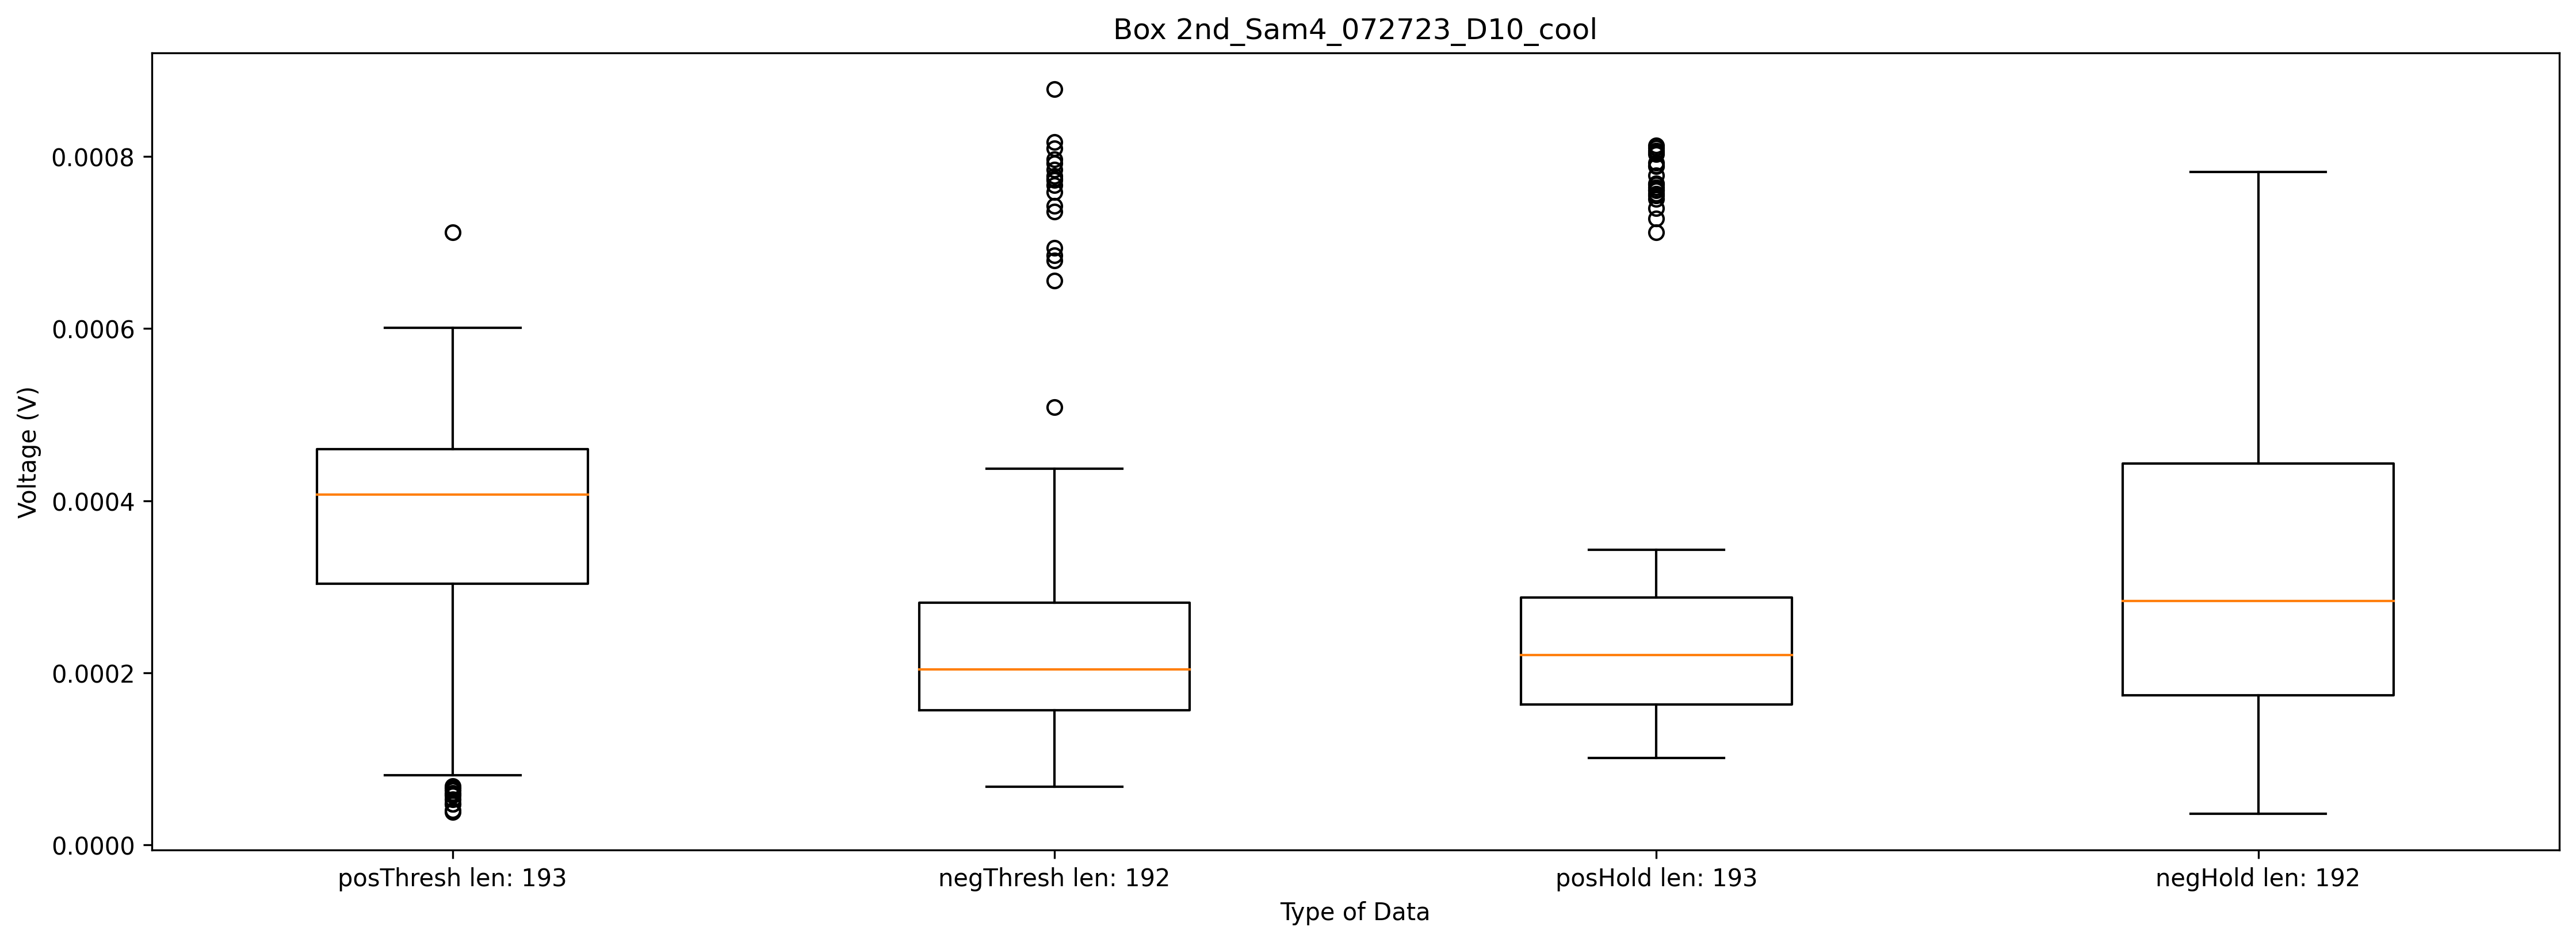 Box 2nd_Sam4_072723_D10_cool
Voltage (V)
0.0008
0.0006
0.0004
0.0002
0.0000
posThresh len: 193
negThresh len: 192
posHold len: 193
negHold len: 192
Type of Data